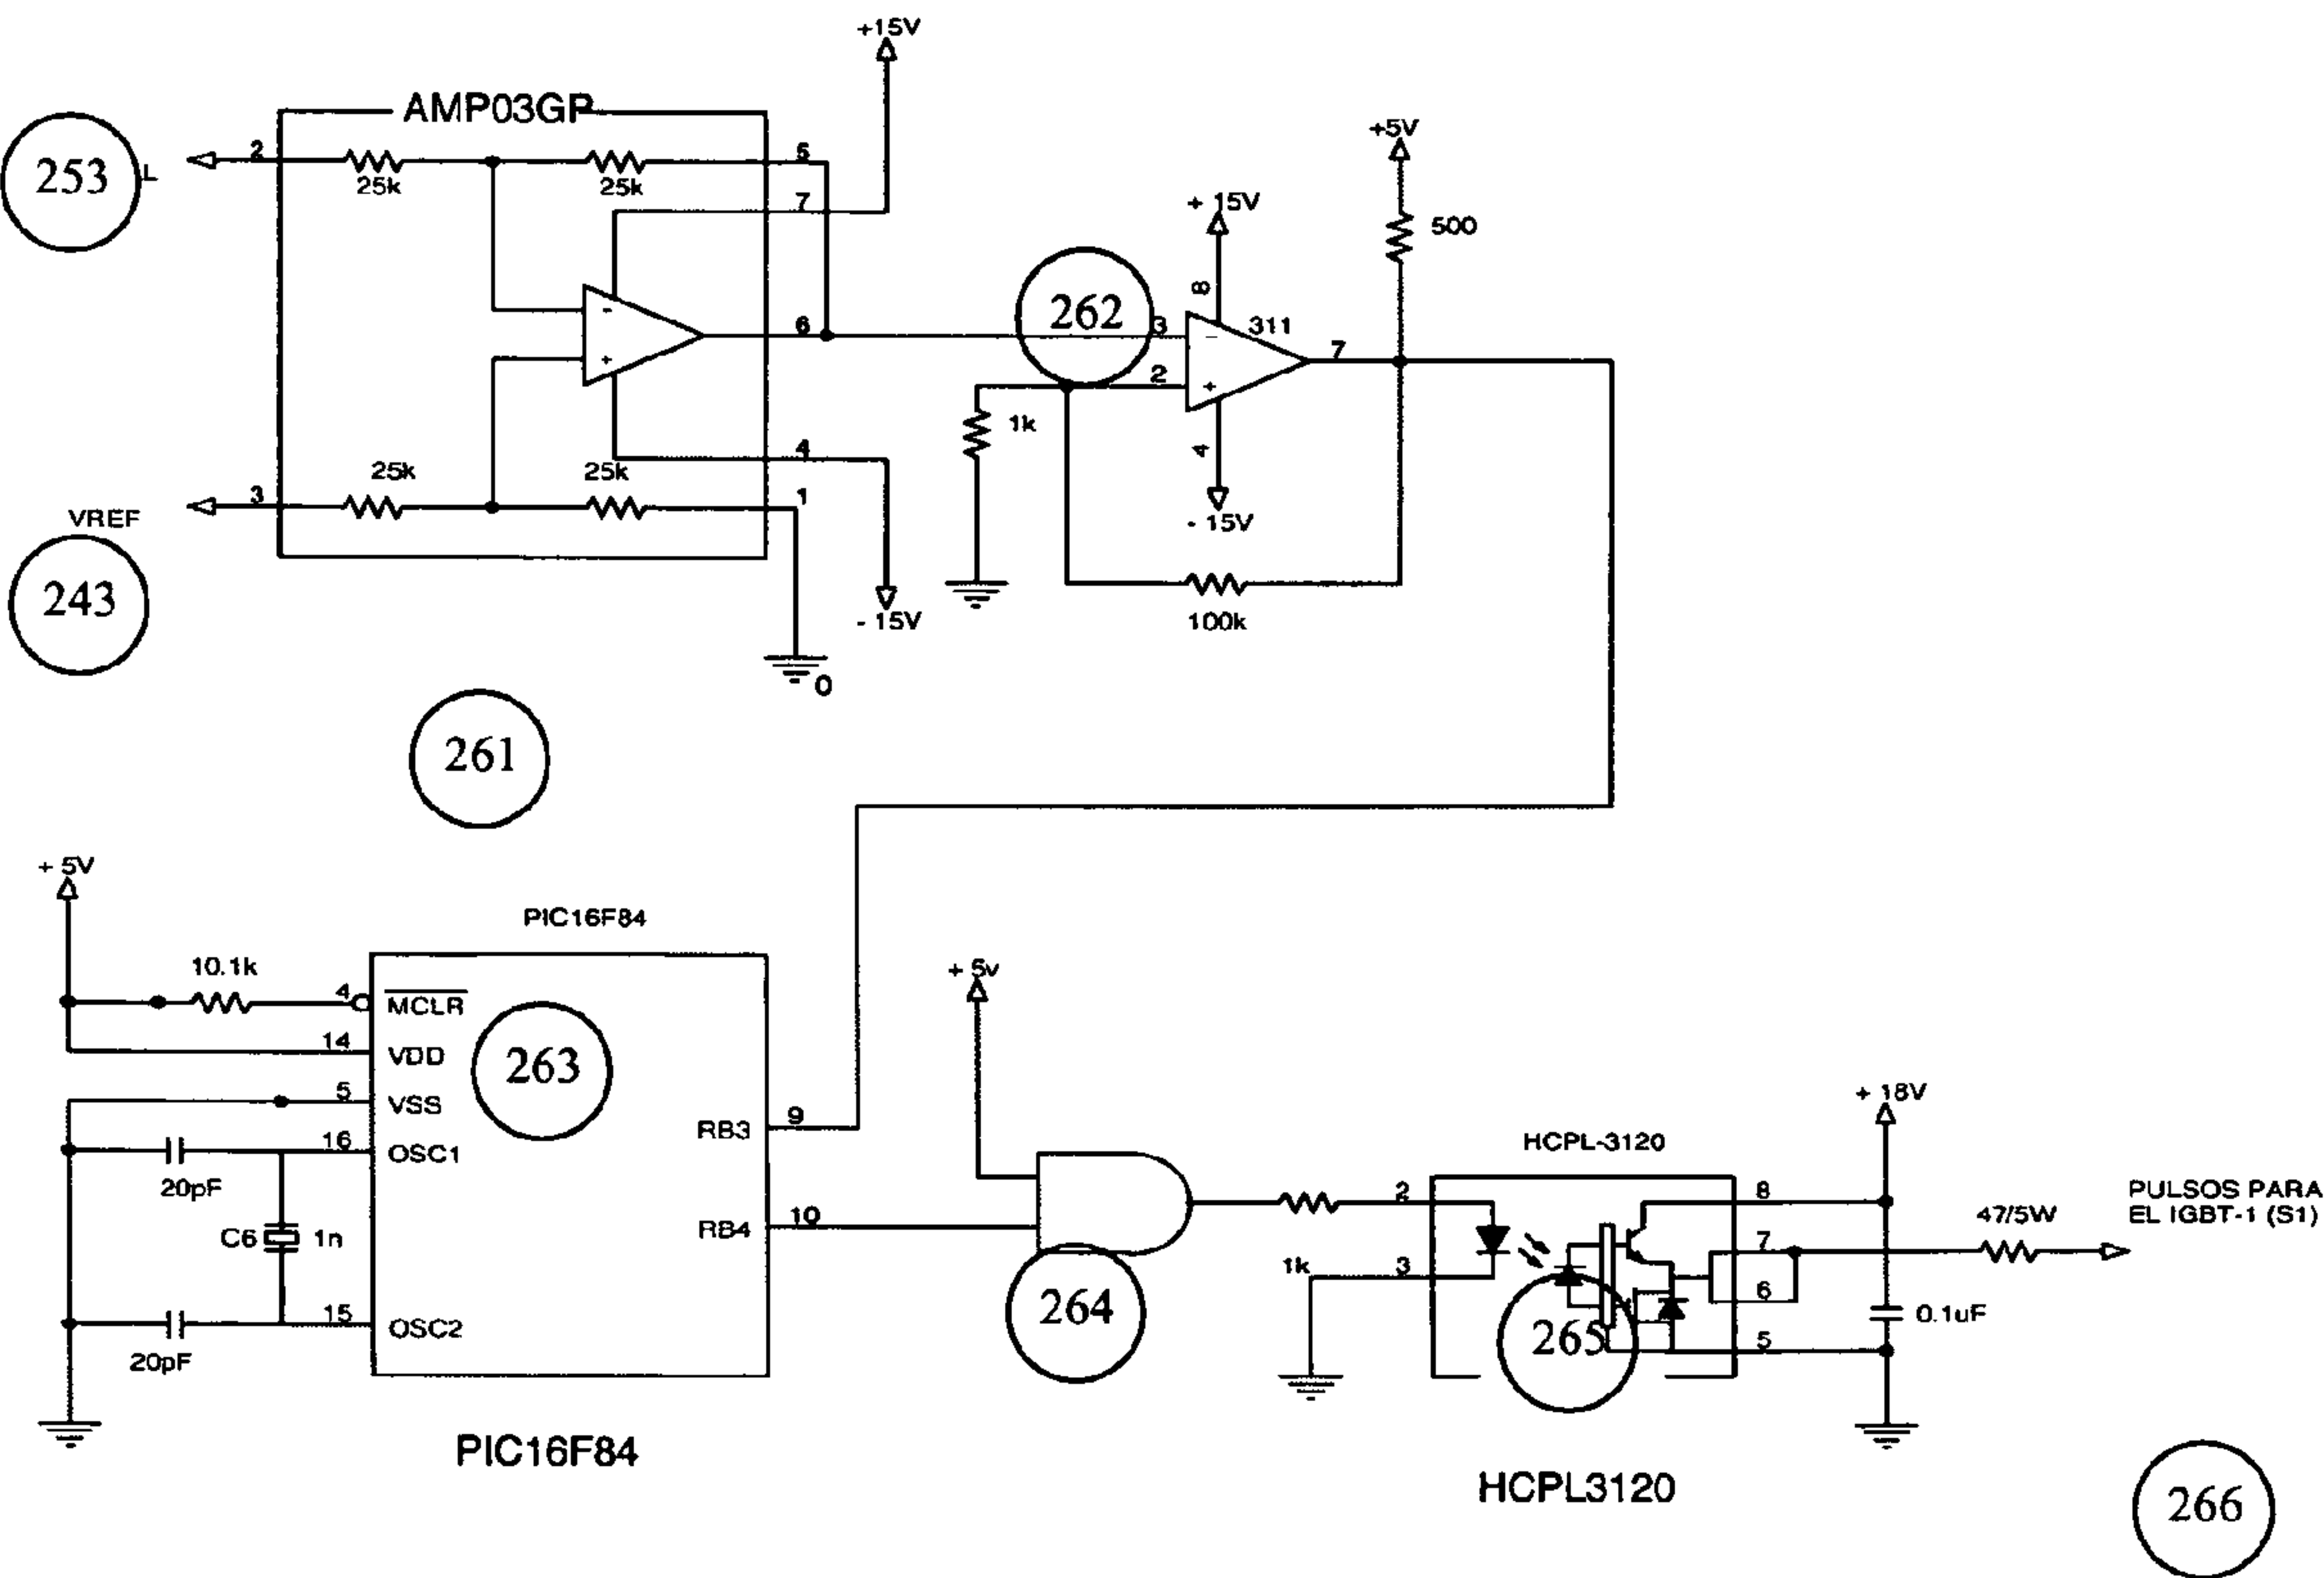 +15V
AMP03GP
253
L
2
25k
25k
5
7
+5V
500
+ 15V
8
262
3
311
-
6
7
2
+
1k
4
- 15V
100k
-
+
4
25k
25k
3
1
VREF
243
- 15V
0
261
+ 5V
PIC16F84
10.1k
4
MCLR
14
VDD
263
5
VSS
16
OSC1
20pF
C6
1n
15
OSC2
20pF
RB3
9
RB4
10
PIC16F84
+ 5v
264
HCPL-3120
2
1k
3
265
8
7
6
5
+ 18V
47/5W
0.1uF
PULSOS PARA
EL IGBT-1 (S1)
HCPL3120
266